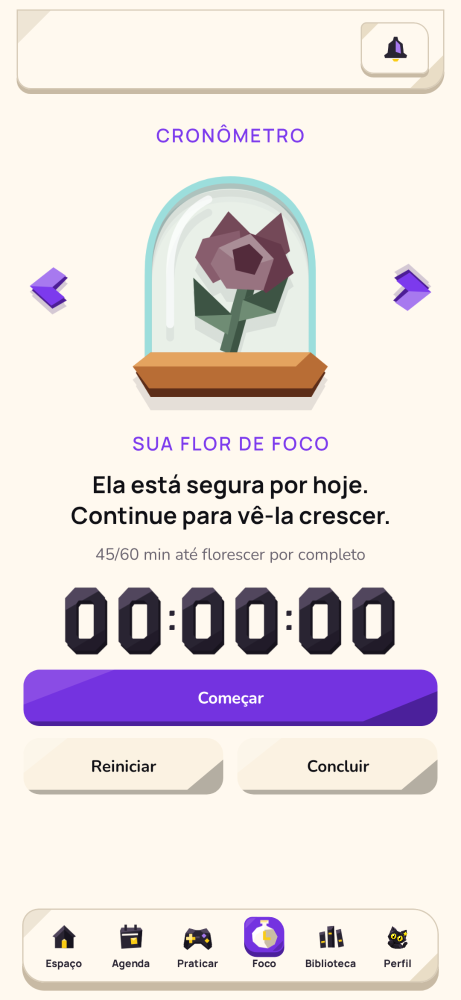 CRONÔMETRO
SUA FLOR DE FOCO
Ela está segura por hoje.
Continue para vê-la crescer.
45/60 min até florescer por completo
00:00:00
Começar
Reiniciar Concluir
Espaço Agenda Praticar Foco Biblioteca Perfil